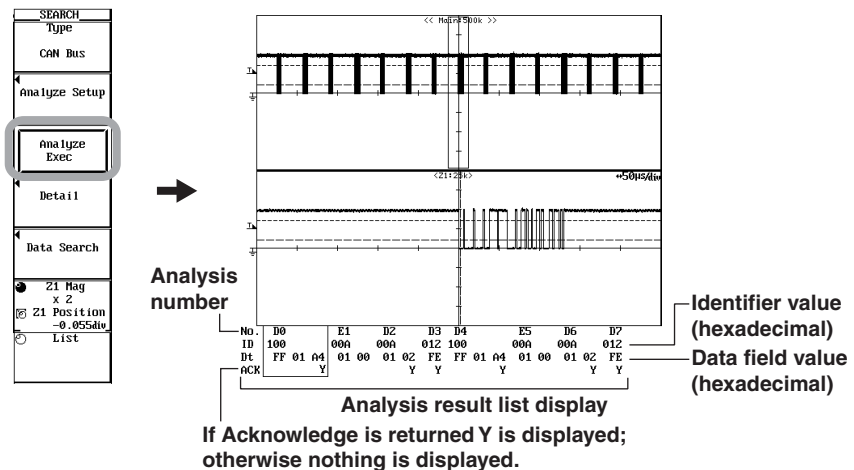 SEARCH
Type
CAN Bus
Analyze Setup
Analyze
Exec
Detail
Data Search
Z1 Mag
x 2
Z1 Position
-0.055div
List
<< Main:500k >>
<Z1:25k>
50µs/div
Analysis
number
No. D0 E1 D2 D3 D4 E5 D6 D7
ID 100 00A 00A 012 100 00A 00A 012
Dt FF 01 A4 01 00 01 02 FE FF 01 A4 01 00 01 02 FE
ACK Y Y Y Y Y Y
Identifier value
(hexadecimal)
Data field value
(hexadecimal)
Analysis result list display
If Acknowledge is returned Y is displayed;
otherwise nothing is displayed.